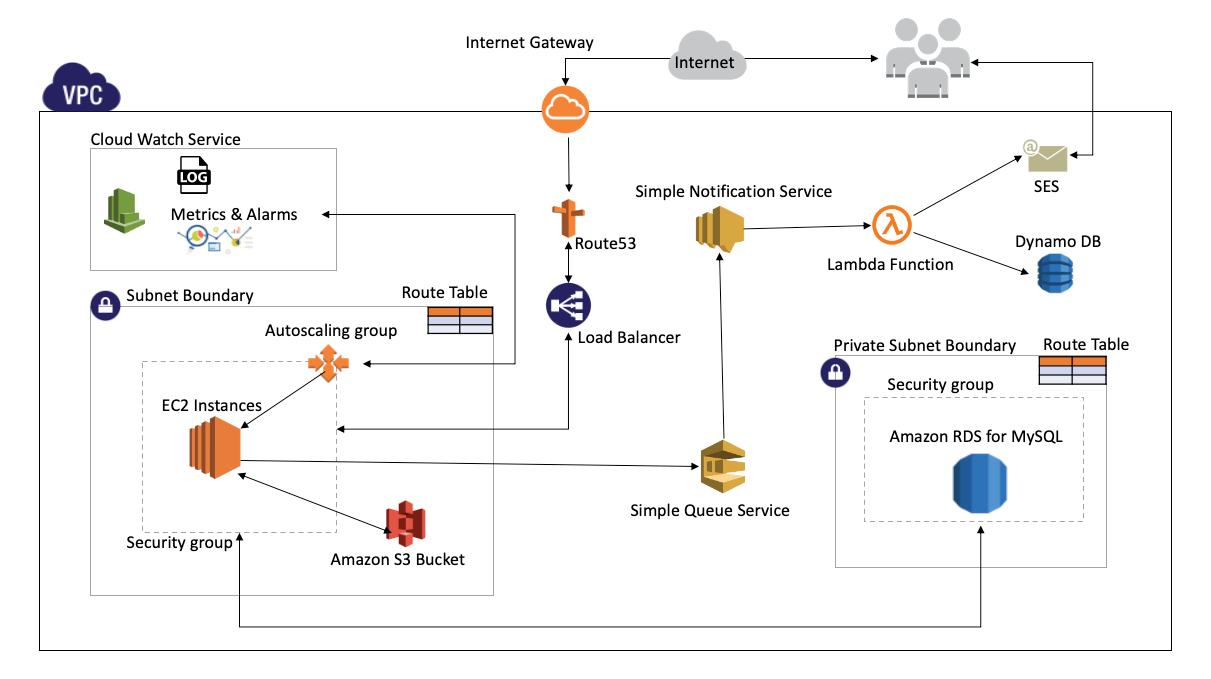 Internet Gateway
Internet
VPC
Cloud Watch Service
LOG
Metrics & Alarms
Simple Notification Service
@
SES
Route53
Lambda Function
Dynamo DB
Subnet Boundary
Route Table
Autoscaling group
Load Balancer
Private Subnet Boundary
Route Table
Security group
EC2 Instances
Amazon RDS for MySQL
Simple Queue Service
Security group
Amazon S3 Bucket